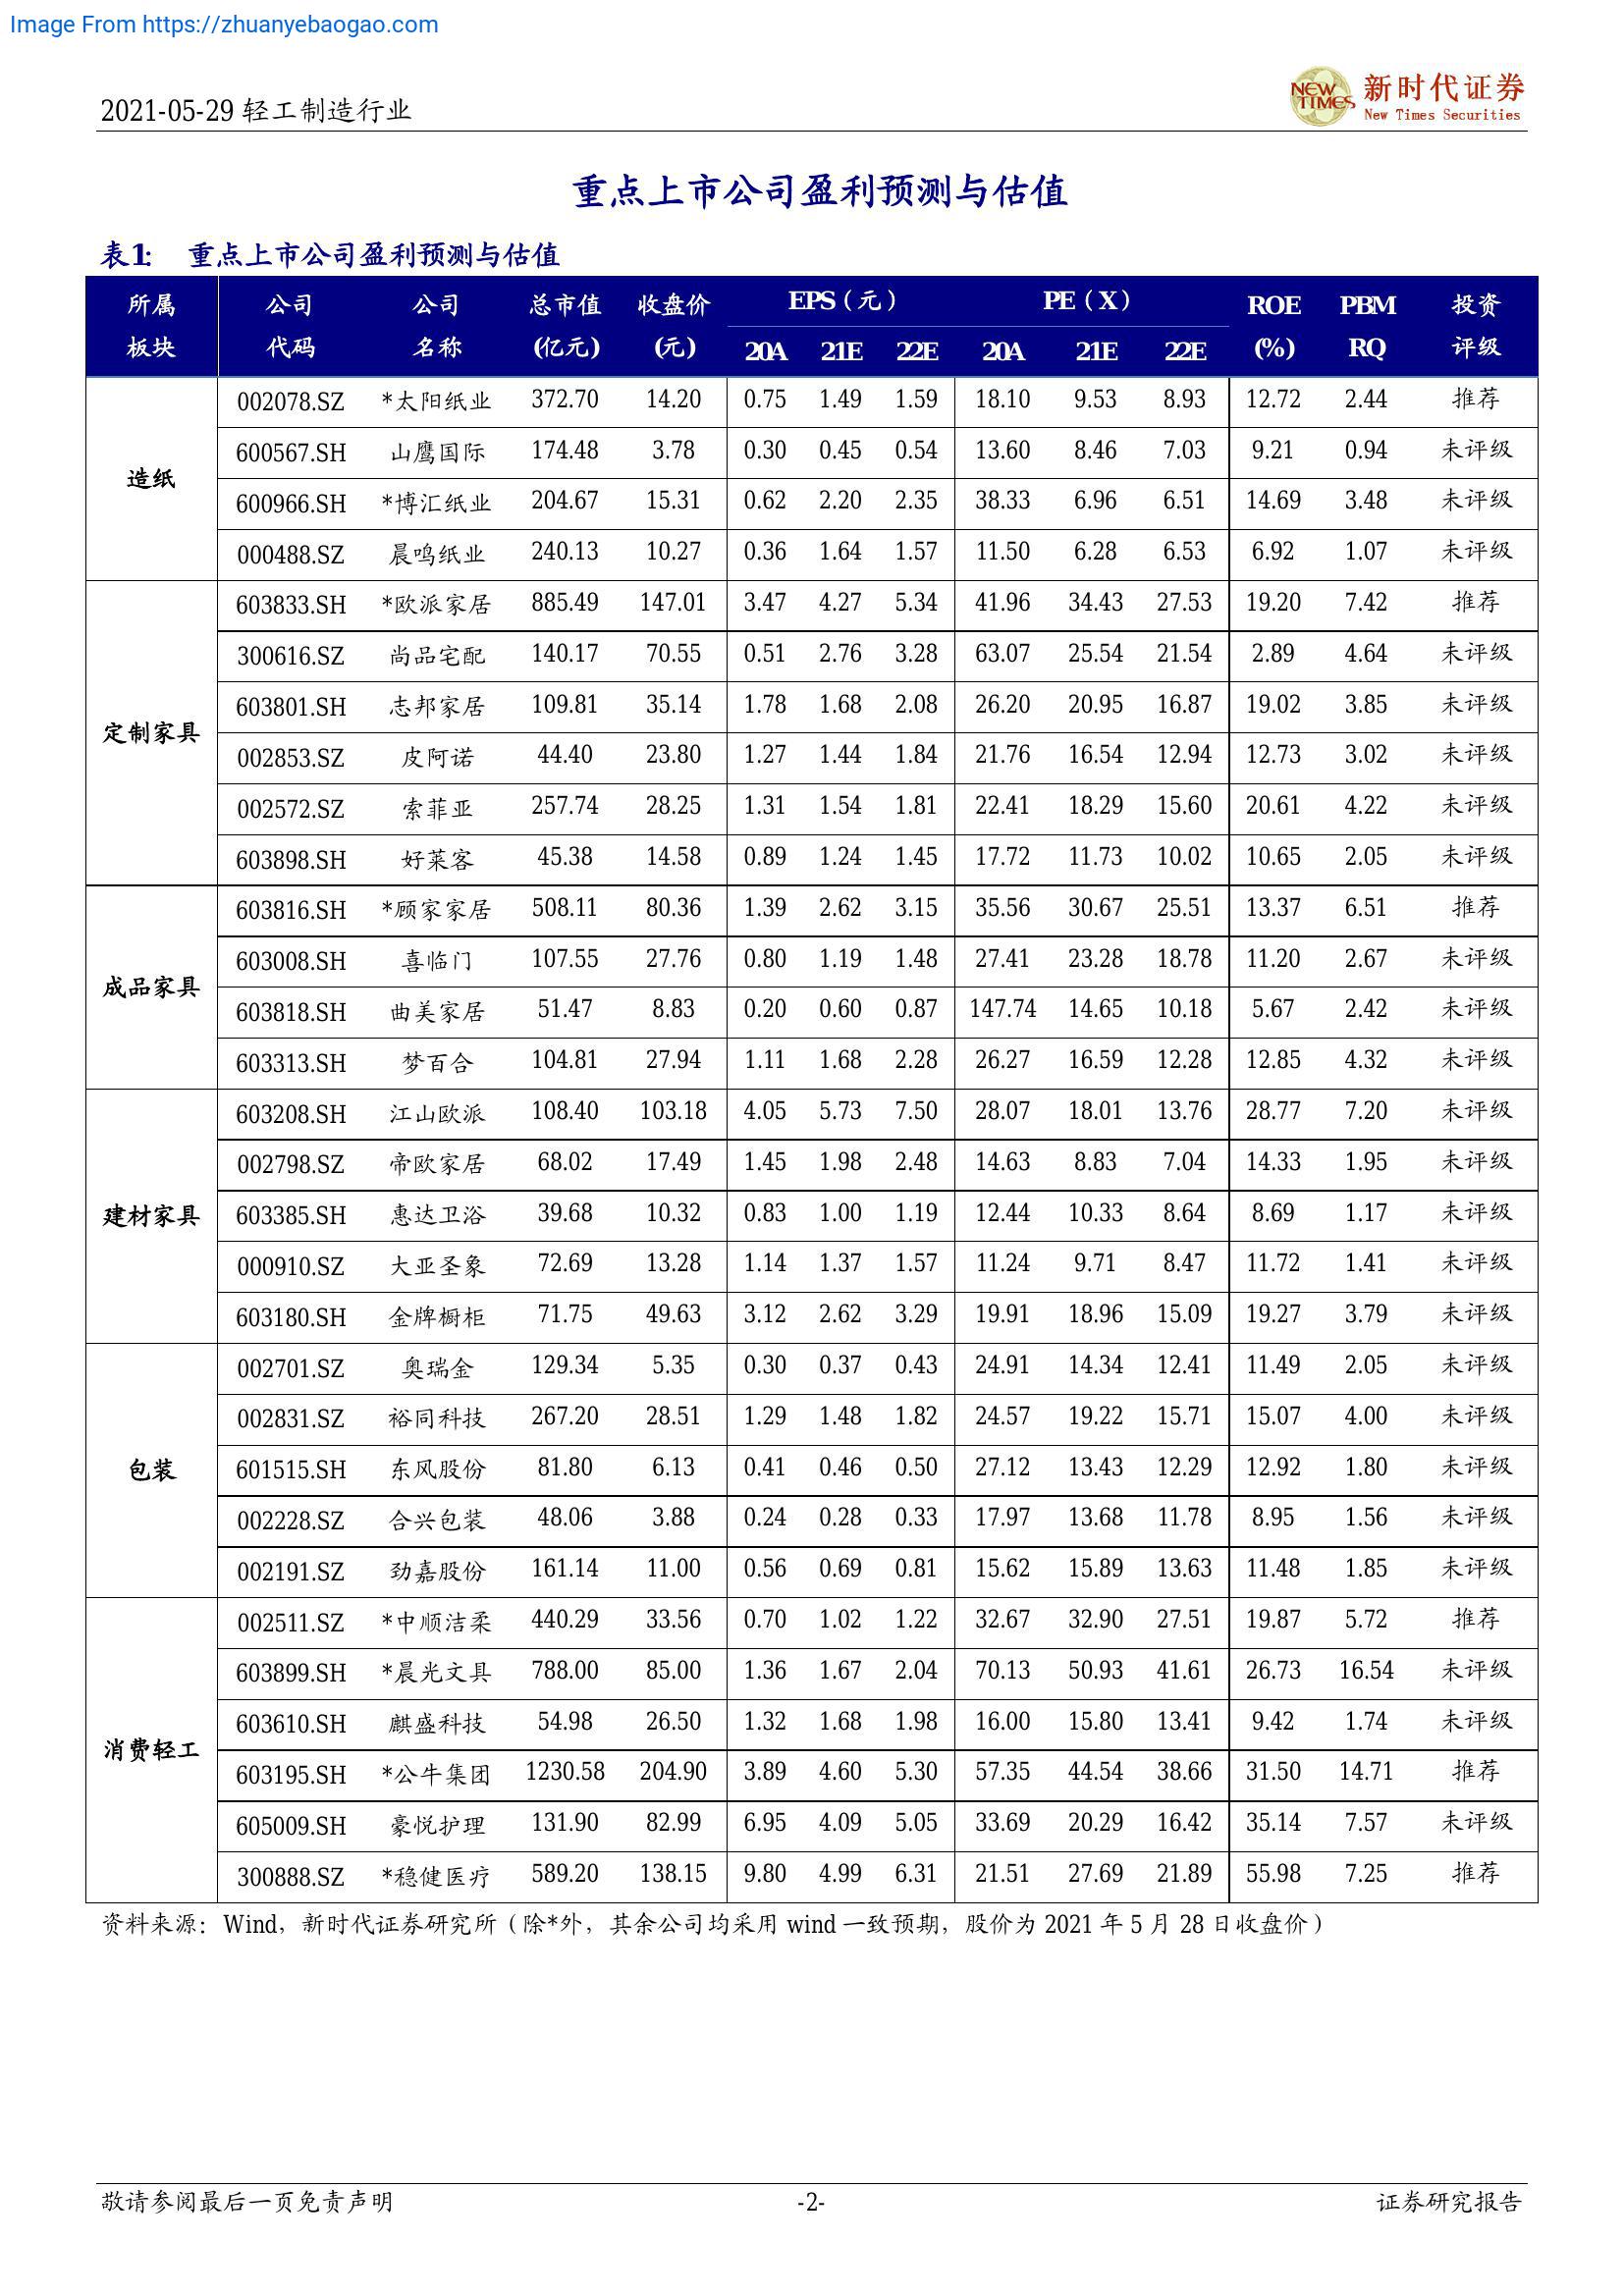 Image From https://zhuanyebaogao.com
2021-05-29 轻工制造行业
NEW TIMES 新时代证券
New Times Securities
重点上市公司盈利预测与估值
表1: 重点上市公司盈利预测与估值
所属 公司 公司 总市值 收盘价 EPS（元） PE（X） ROE PBM 投资
板块 代码 名称 (亿元) (元) 20A 21E 22E 20A 21E 22E (%) RQ 评级
造纸
002078.SZ *太阳纸业 372.70 14.20 0.75 1.49 1.59 18.10 9.53 8.93 12.72 2.44 推荐
600567.SH 山鹰国际 174.48 3.78 0.30 0.45 0.54 13.60 8.46 7.03 9.21 0.94 未评级
600966.SH *博汇纸业 204.67 15.31 0.62 2.20 2.35 38.33 6.96 6.51 14.69 3.48 未评级
000488.SZ 晨鸣纸业 240.13 10.27 0.36 1.64 1.57 11.50 6.28 6.53 6.92 1.07 未评级
定制家具
603833.SH *欧派家居 885.49 147.01 3.47 4.27 5.34 41.96 34.43 27.53 19.20 7.42 推荐
300616.SZ 尚品宅配 140.17 70.55 0.51 2.76 3.28 63.07 25.54 21.54 2.89 4.64 未评级
603801.SH 志邦家居 109.81 35.14 1.78 1.68 2.08 26.20 20.95 16.87 19.02 3.85 未评级
002853.SZ 皮阿诺 44.40 23.80 1.27 1.44 1.84 21.76 16.54 12.94 12.73 3.02 未评级
002572.SZ 索菲亚 257.74 28.25 1.31 1.54 1.81 22.41 18.29 15.60 20.61 4.22 未评级
603898.SH 好莱客 45.38 14.58 0.89 1.24 1.45 17.72 11.73 10.02 10.65 2.05 未评级
成品家具
603816.SH *顾家家居 508.11 80.36 1.39 2.62 3.15 35.56 30.67 25.51 13.37 6.51 推荐
603008.SH 喜临门 107.55 27.76 0.80 1.19 1.48 27.41 23.28 18.78 11.20 2.67 未评级
603818.SH 曲美家居 51.47 8.83 0.20 0.60 0.87 147.74 14.65 10.18 5.67 2.42 未评级
603313.SH 梦百合 104.81 27.94 1.11 1.68 2.28 26.27 16.59 12.28 12.85 4.32 未评级
建材家具
603208.SH 江山欧派 108.40 103.18 4.05 5.73 7.50 28.07 18.01 13.76 28.77 7.20 未评级
002798.SZ 帝欧家居 68.02 17.49 1.45 1.98 2.48 14.63 8.83 7.04 14.33 1.95 未评级
603385.SH 惠达卫浴 39.68 10.32 0.83 1.00 1.19 12.44 10.33 8.64 8.69 1.17 未评级
000910.SZ 大亚圣象 72.69 13.28 1.14 1.37 1.57 11.24 9.71 8.47 11.72 1.41 未评级
603180.SH 金牌橱柜 71.75 49.63 3.12 2.62 3.29 19.91 18.96 15.09 19.27 3.79 未评级
包装
002701.SZ 奥瑞金 129.34 5.35 0.30 0.37 0.43 24.91 14.34 12.41 11.49 2.05 未评级
002831.SZ 裕同科技 267.20 28.51 1.29 1.48 1.82 24.57 19.22 15.71 15.07 4.00 未评级
601515.SH 东风股份 81.80 6.13 0.41 0.46 0.50 27.12 13.43 12.29 12.92 1.80 未评级
002228.SZ 合兴包装 48.06 3.88 0.24 0.28 0.33 17.97 13.68 11.78 8.95 1.56 未评级
002191.SZ 劲嘉股份 161.14 11.00 0.56 0.69 0.81 15.62 15.89 13.63 11.48 1.85 未评级
消费轻工
002511.SZ *中顺洁柔 440.29 33.56 0.70 1.02 1.22 32.67 32.90 27.51 19.87 5.72 推荐
603899.SH *晨光文具 788.00 85.00 1.36 1.67 2.04 70.13 50.93 41.61 26.73 16.54 未评级
603610.SH 麒盛科技 54.98 26.50 1.32 1.68 1.98 16.00 15.80 13.41 9.42 1.74 未评级
603195.SH *公牛集团 1230.58 204.90 3.89 4.60 5.30 57.35 44.54 38.66 31.50 14.71 推荐
605009.SH 豪悦护理 131.90 82.99 6.95 4.09 5.05 33.69 20.29 16.42 35.14 7.57 未评级
300888.SZ *稳健医疗 589.20 138.15 9.80 4.99 6.31 21.51 27.69 21.89 55.98 7.25 推荐
资料来源：Wind，新时代证券研究所（除*外，其余公司均采用 wind 一致预期，股价为 2021 年 5 月 28 日收盘价）
敬请参阅最后一页免责声明 -2- 证券研究报告